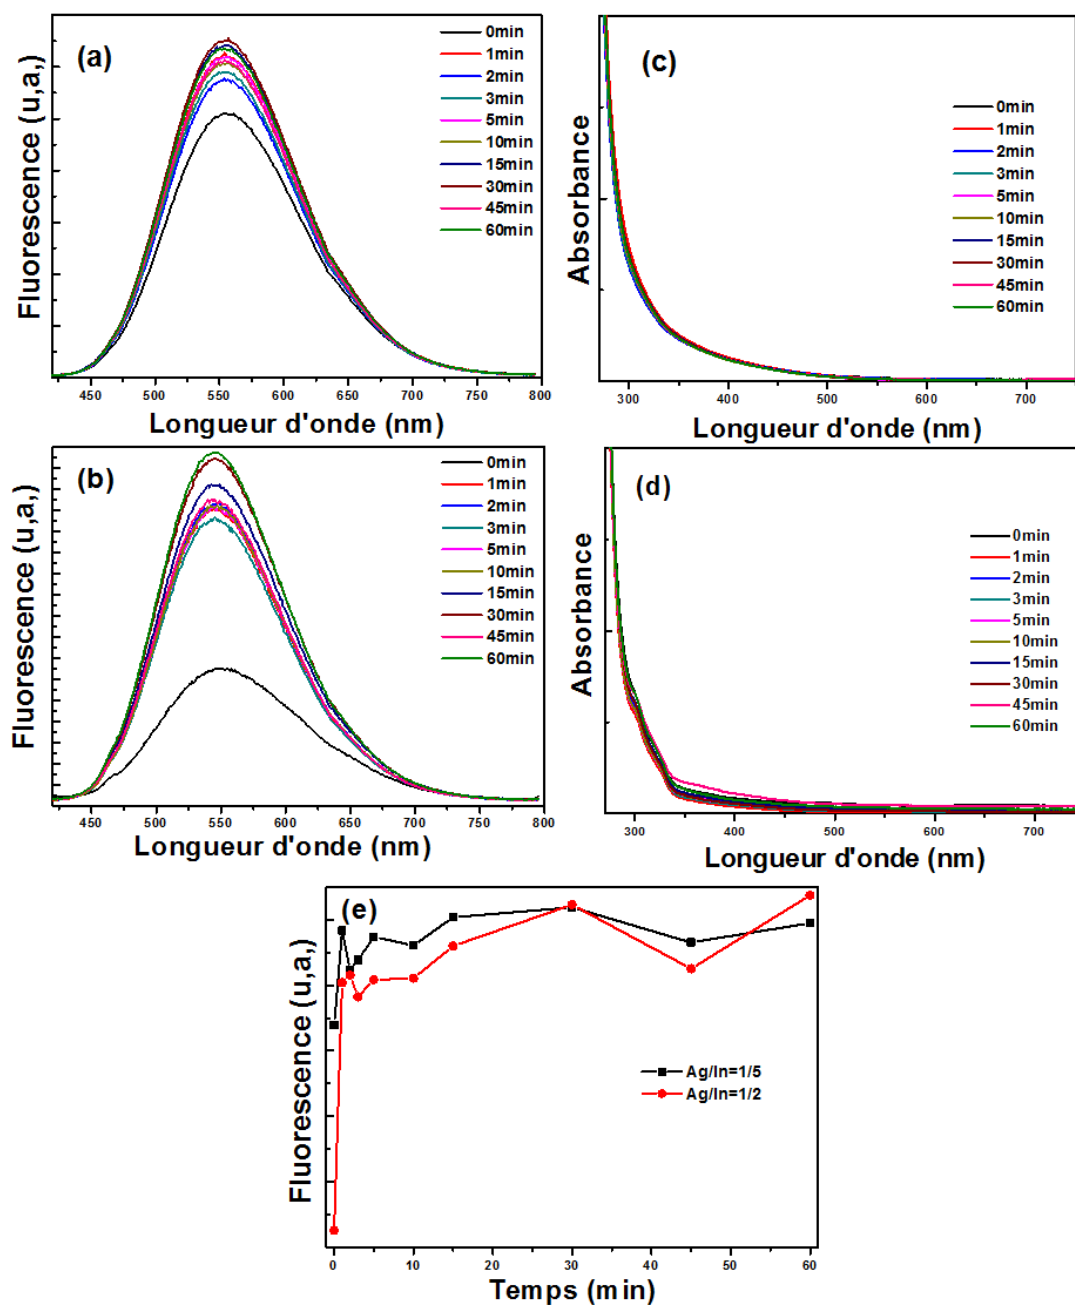 (a)
0min
1min
2min
3min
5min
10min
15min
30min
45min
60min
Fluorescence (u,a,)
450 500 550 600 650 700 750 800
Longueur d'onde (nm)
(c)
0min
1min
2min
3min
5min
10min
15min
30min
45min
60min
Absorbance
300 400 500 600 700
Longueur d'onde (nm)
(b)
0min
1min
2min
3min
5min
10min
15min
30min
45min
60min
Fluorescence (u,a,)
450 500 550 600 650 700 750 800
Longueur d'onde (nm)
(d)
0min
1min
2min
3min
5min
10min
15min
30min
45min
60min
Absorbance
300 400 500 600 700
Longueur d'onde (nm)
(e)
Ag/In=1/5
Ag/In=1/2
Fluorescence (u,a,)
0 10 20 30 40 50 60
Temps (min)